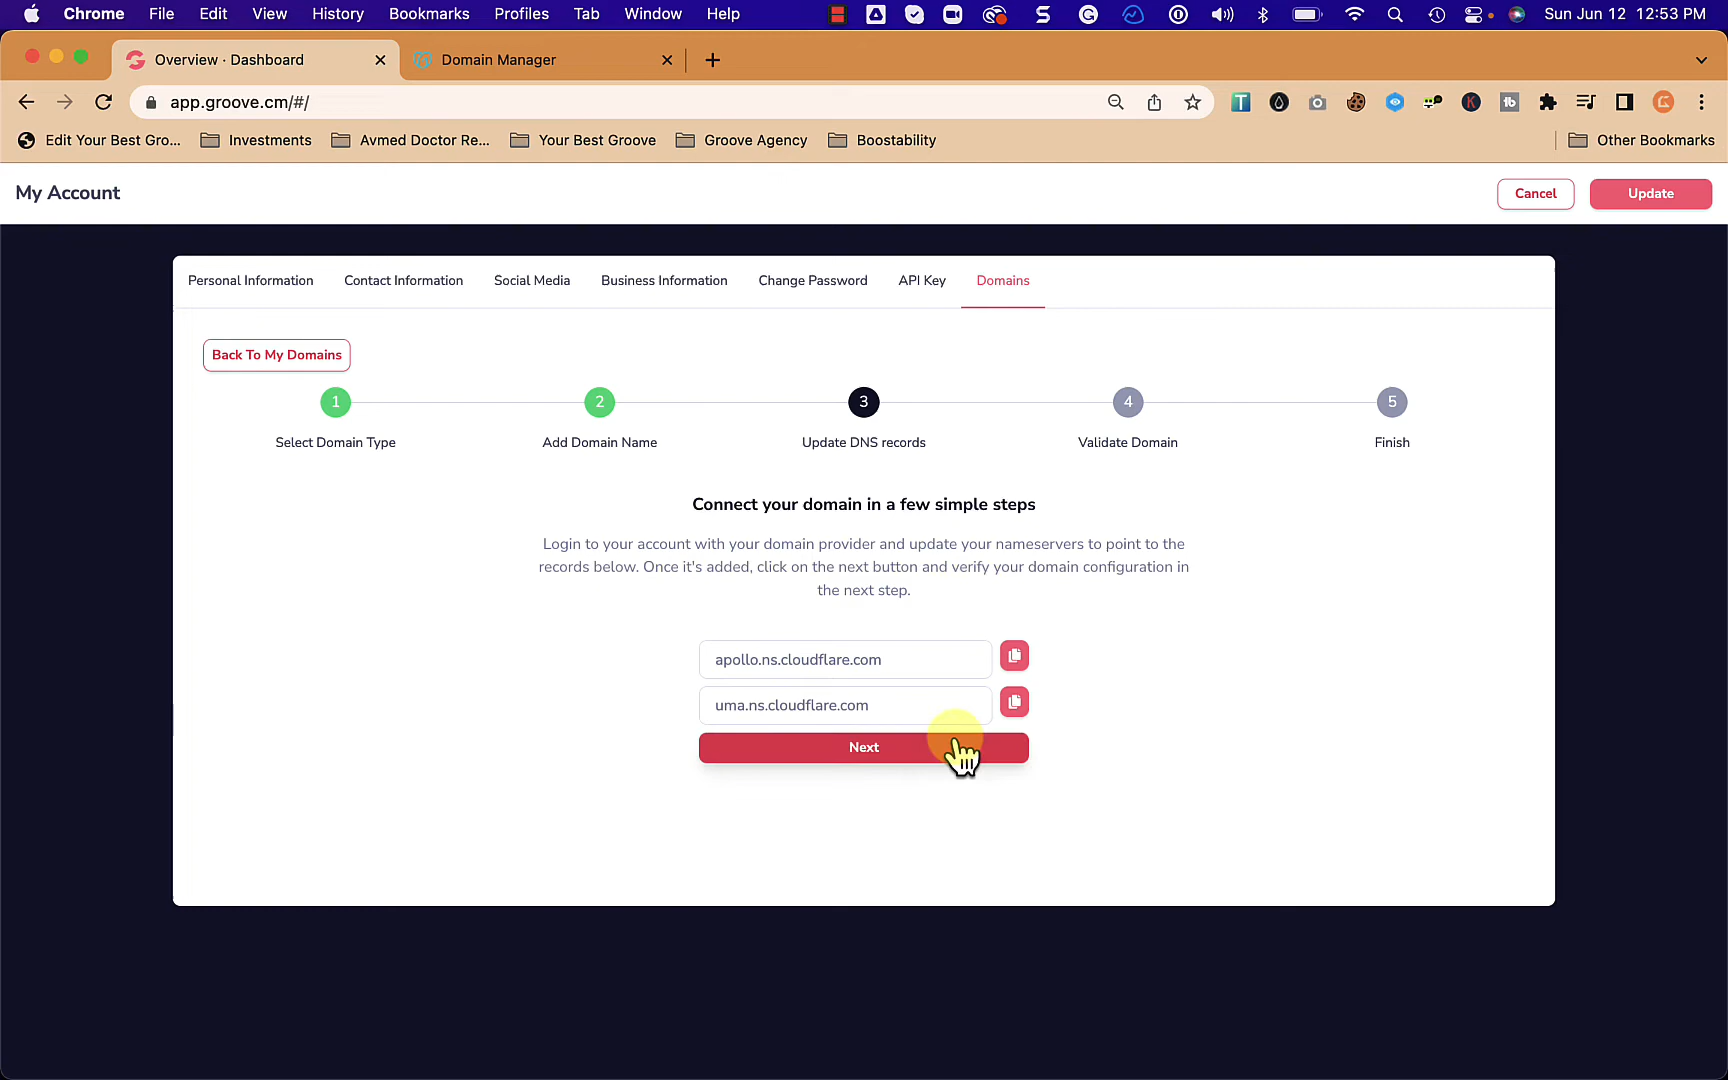 Chrome File Edit View History Bookmarks Profiles Tab Window Help Sun Jun 12 12:53 PM
Overview · Dashboard Domain Manager
app.groove.cm/#/
Edit Your Best Gro... Investments Avmed Doctor Re... Your Best Groove Groove Agency Boostability Other Bookmarks
My Account Cancel Update
Personal Information Contact Information Social Media Business Information Change Password API Key Domains
Back To My Domains
1 2 3 4 5
Select Domain Type Add Domain Name Update DNS records Validate Domain Finish
Connect your domain in a few simple steps
Login to your account with your domain provider and update your nameservers to point to the
records below. Once it's added, click on the next button and verify your domain configuration in
the next step.
apollo.ns.cloudflare.com
uma.ns.cloudflare.com
Next